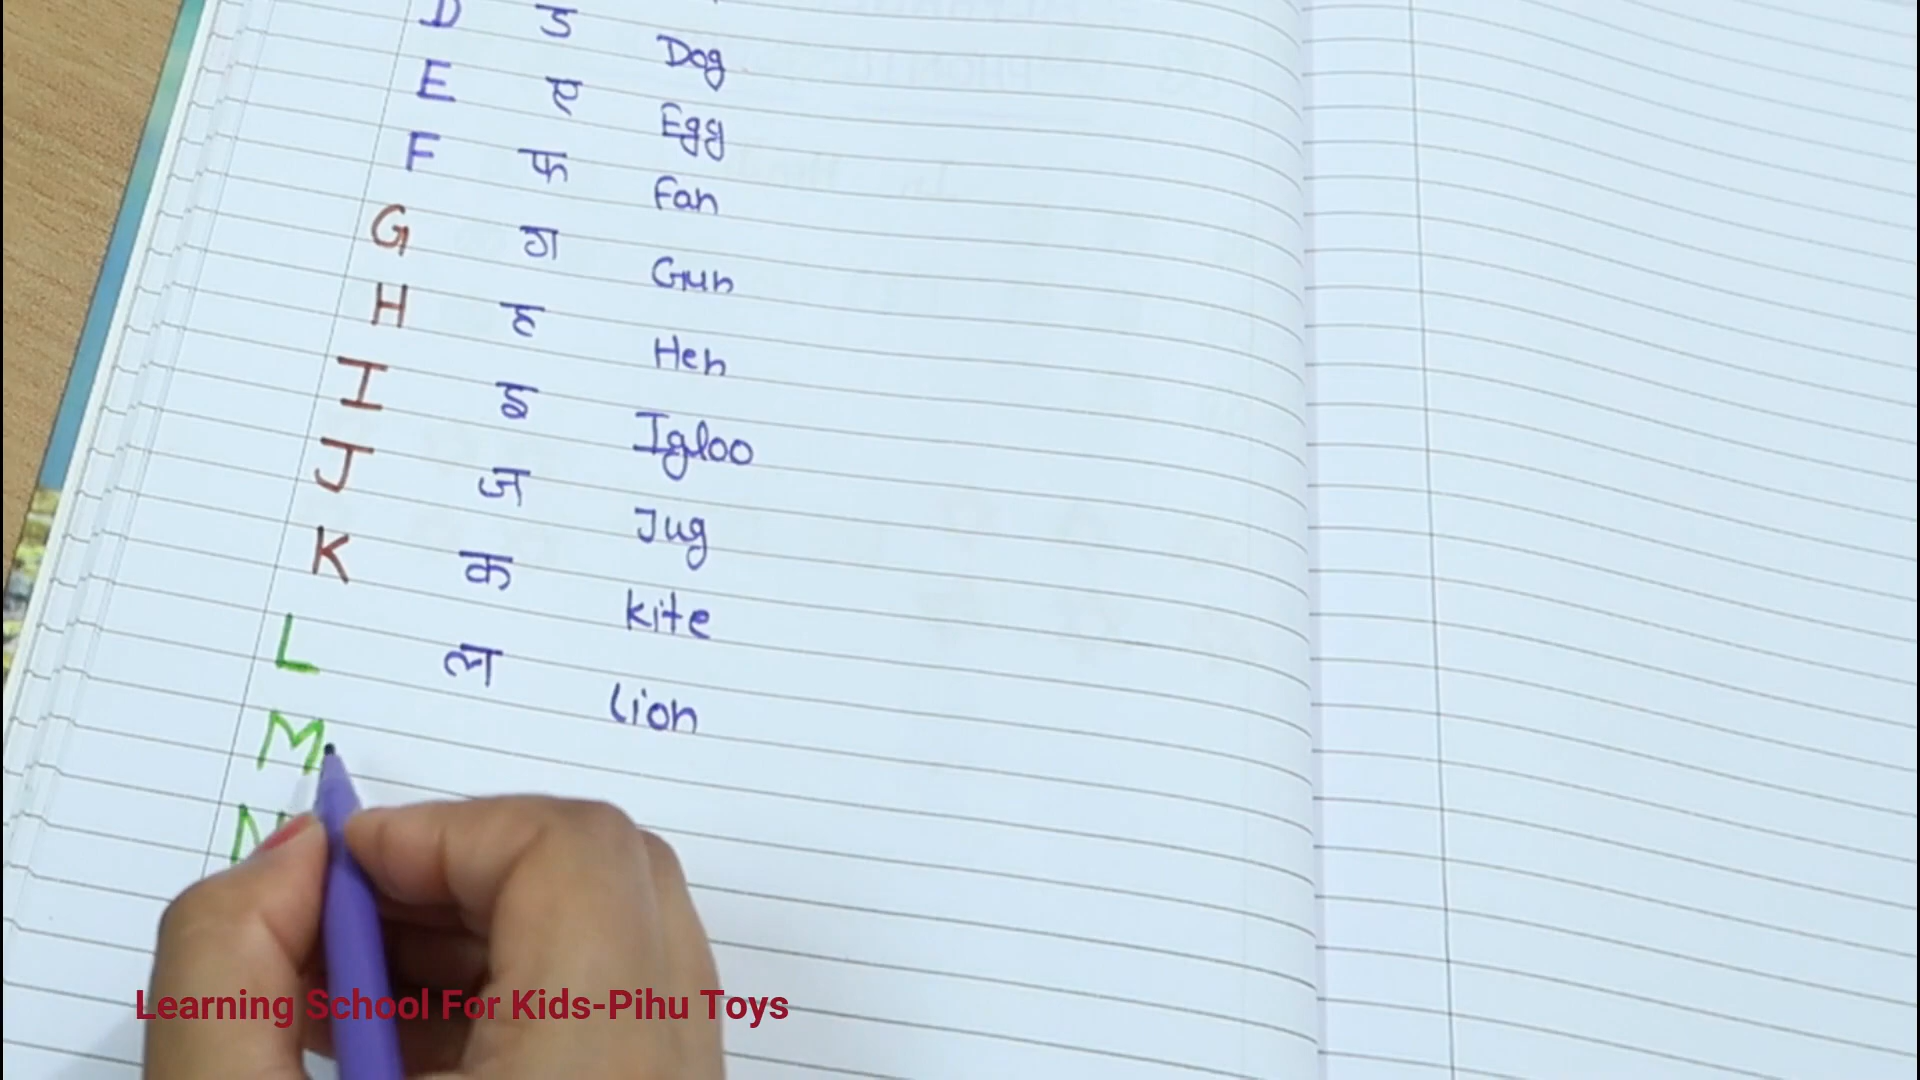 D ड Dog
E ए Egg
F फ Fan
G ग Gun
H ह Hen
I इ Igloo
J ज Jug
K क kite
L ल Lion
M
N
Learning School For Kids-Pihu Toys